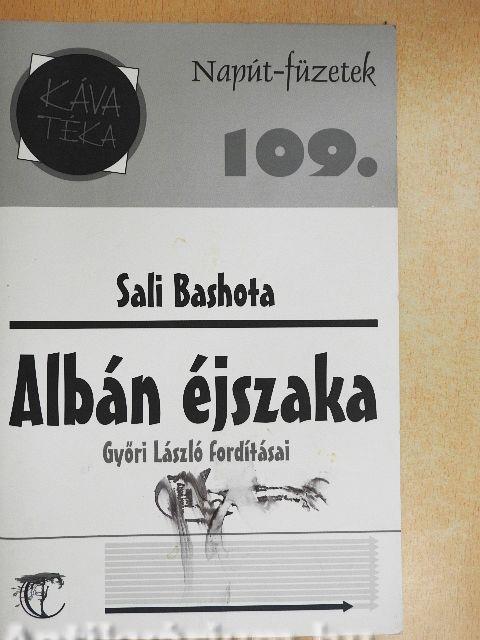 KÁVA
TÉKA
Napút-füzetek
109.
Sali Bashota
Albán éjszaka
Győri László fordításai